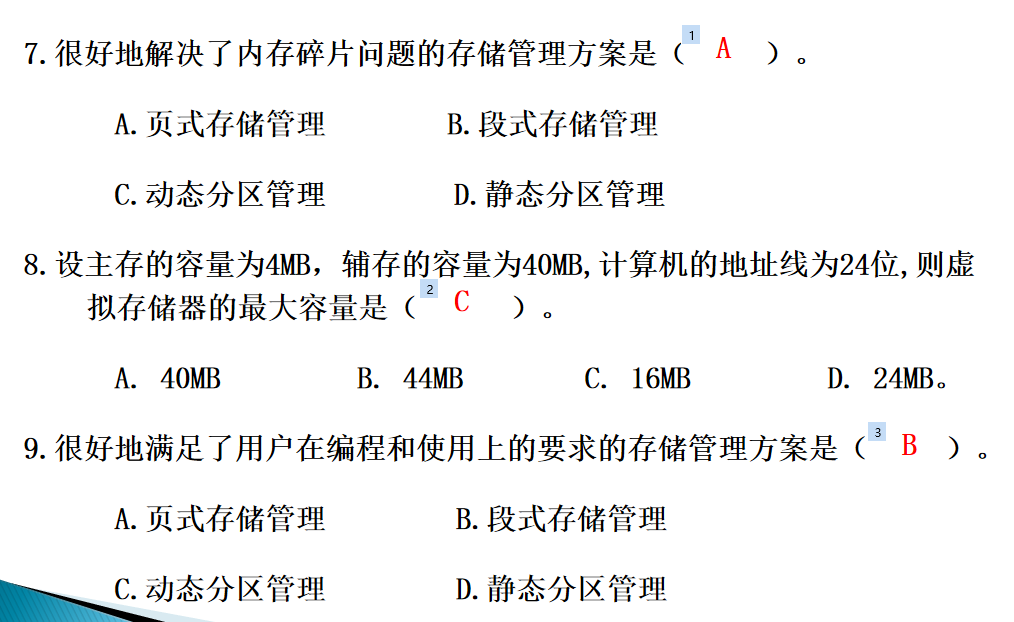 7.很好地解决了内存碎片问题的存储管理方案是（1 A ）。
A.页式存储管理 B.段式存储管理
C.动态分区管理 D.静态分区管理
8.设主存的容量为4MB，辅存的容量为40MB,计算机的地址线为24位,则虚
拟存储器的最大容量是（2 C ）。
A. 40MB B. 44MB C. 16MB D. 24MB。
9.很好地满足了用户在编程和使用上的要求的存储管理方案是（3 B ）。
A.页式存储管理 B.段式存储管理
C.动态分区管理 D.静态分区管理